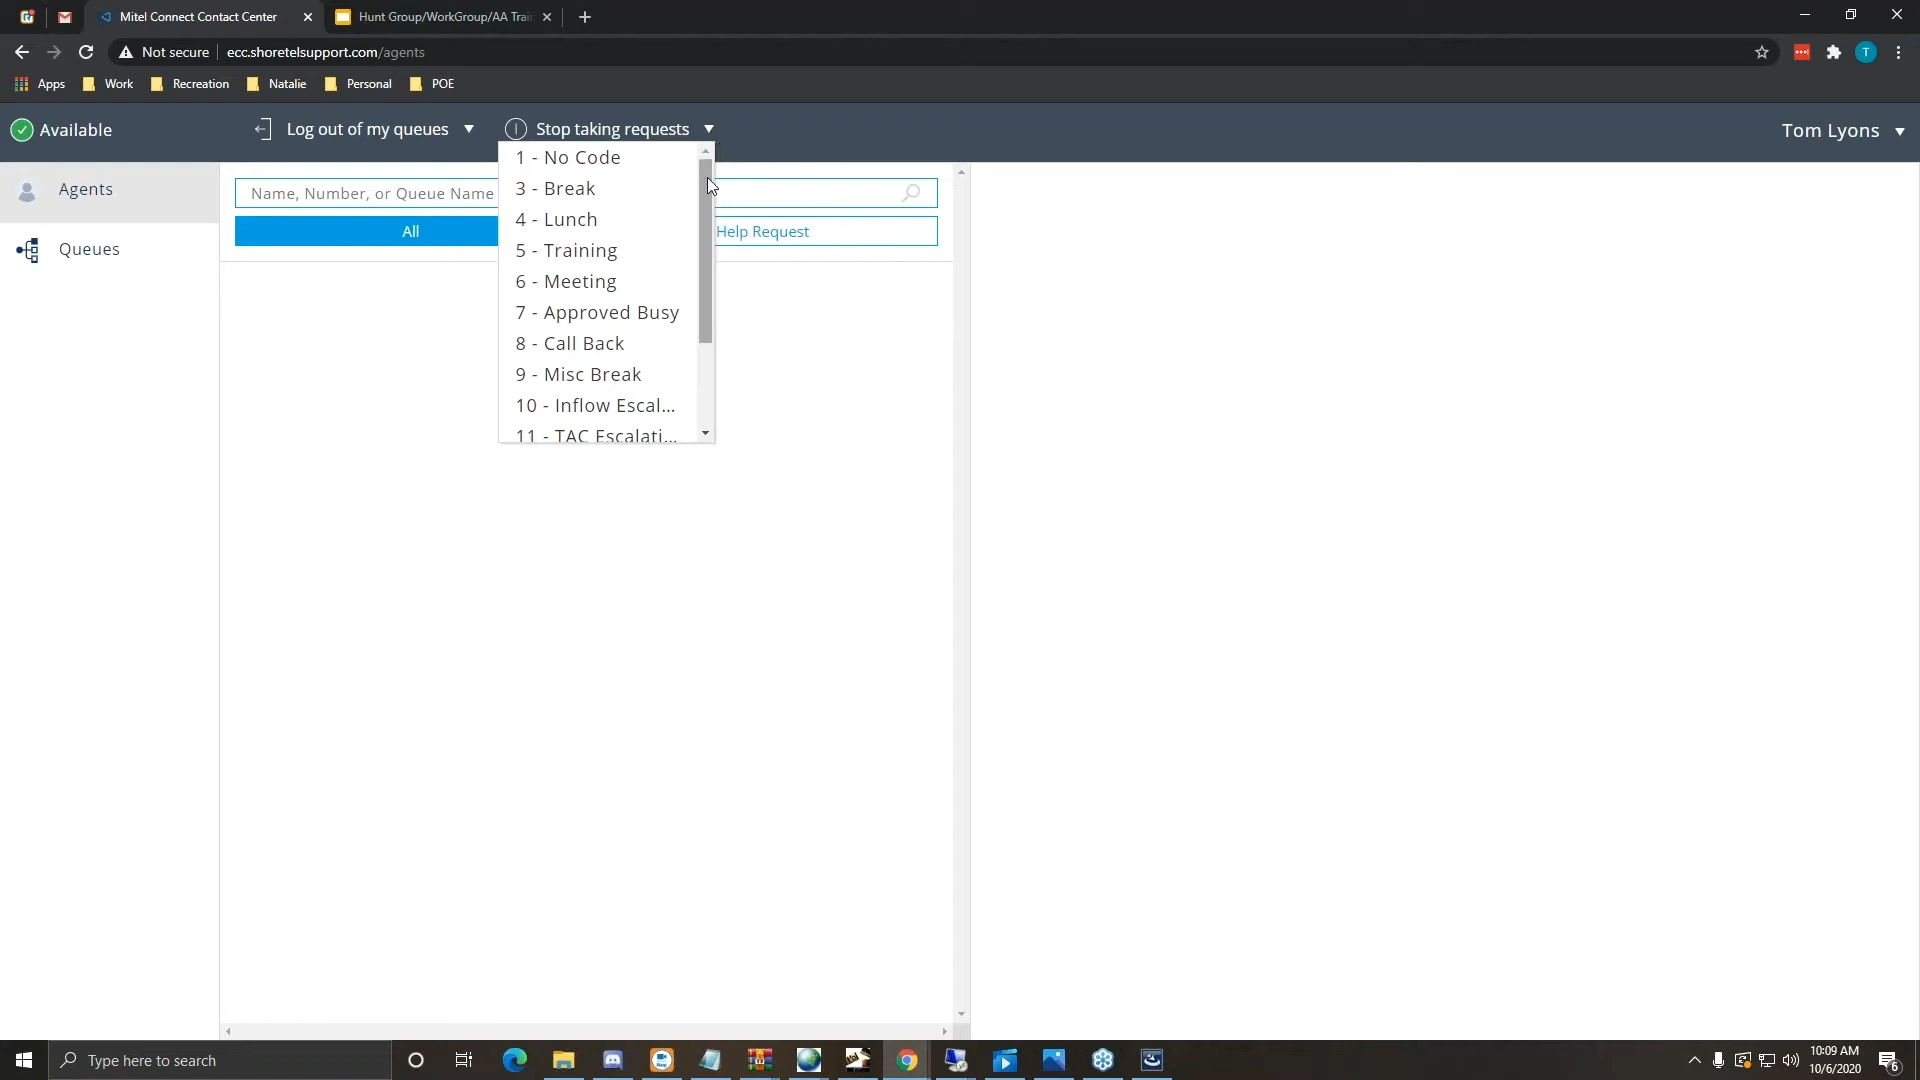 Mitel Connect Contact Center
Hunt Group/WorkGroup/AA Trai
Not secure
ecc.shoretelsupport.com/agents
T
Apps
Work
Recreation
Natalie
Personal
POE
Available
Log out of my queues
Stop taking requests
Tom Lyons
Agents
Queues
Name, Number, or Queue Name
All
Help Request
1 - No Code
3 - Break
4 - Lunch
5 - Training
6 - Meeting
7 - Approved Busy
8 - Call Back
9 - Misc Break
10 - Inflow Escal...
11 - TAC Escalati...
Type here to search
10:09 AM
10/6/2020
6